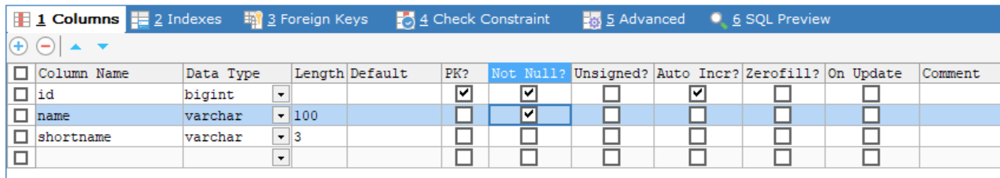 1 Columns 2 Indexes 3 Foreign Keys 4 Check Constraint 5 Advanced 6 SQL Preview
Column Name Data Type Length Default PK? Not Null? Unsigned? Auto Incr? Zerofill? On Update Comment
id bigint
name varchar 100
shortname varchar 3